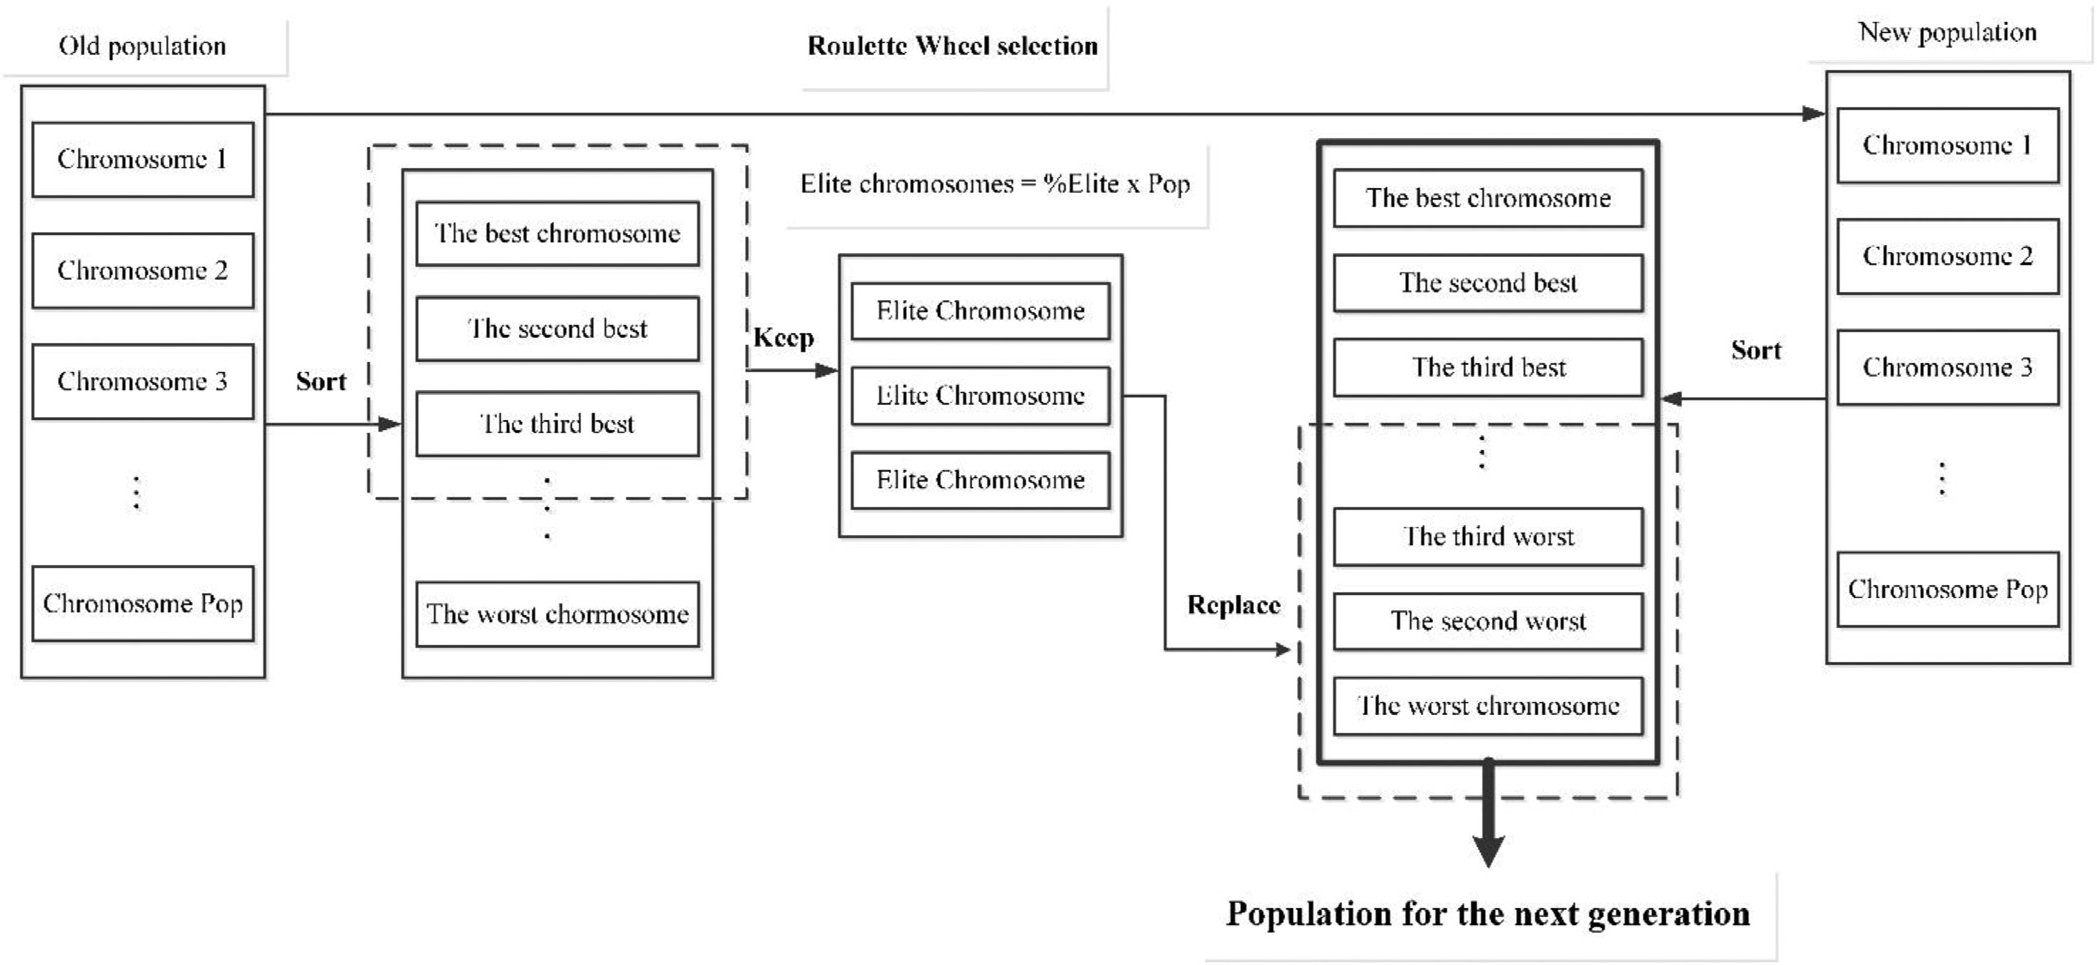 Old population
Roulette Wheel selection
New population
Chromosome 1
Chromosome 2
Chromosome 3
Chromosome Pop
Sort
The best chromosome
The second best
The third best
The worst chormosome
Keep
Elite chromosomes = %Elite x Pop
Elite Chromosome
Elite Chromosome
Elite Chromosome
Replace
The best chromosome
The second best
The third best
The third worst
The second worst
The worst chromosome
Sort
Chromosome 1
Chromosome 2
Chromosome 3
Chromosome Pop
Population for the next generation